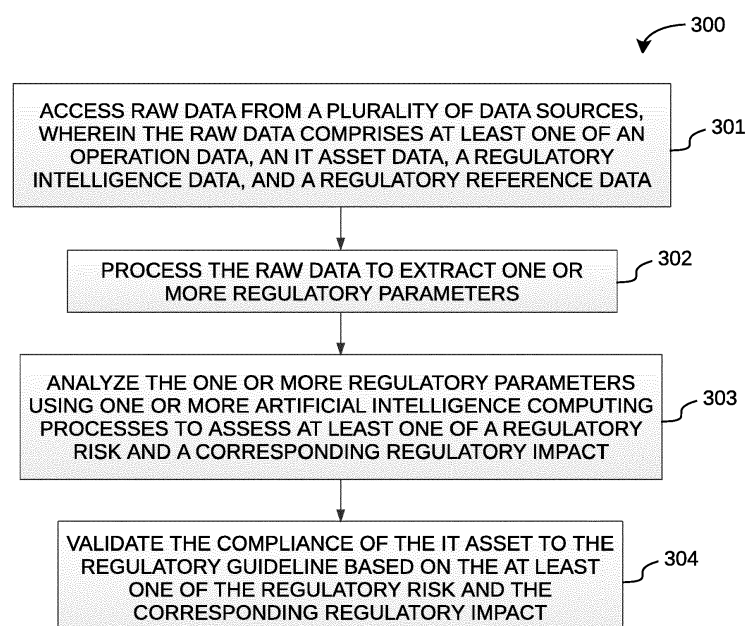 300
ACCESS RAW DATA FROM A PLURALITY OF DATA SOURCES,
WHEREIN THE RAW DATA COMPRISES AT LEAST ONE OF AN
OPERATION DATA, AN IT ASSET DATA, A REGULATORY
INTELLIGENCE DATA, AND A REGULATORY REFERENCE DATA
301
PROCESS THE RAW DATA TO EXTRACT ONE OR
MORE REGULATORY PARAMETERS
302
ANALYZE THE ONE OR MORE REGULATORY PARAMETERS
USING ONE OR MORE ARTIFICIAL INTELLIGENCE COMPUTING
PROCESSES TO ASSESS AT LEAST ONE OF A REGULATORY
RISK AND A CORRESPONDING REGULATORY IMPACT
303
VALIDATE THE COMPLIANCE OF THE IT ASSET TO THE
REGULATORY GUIDELINE BASED ON THE AT LEAST
ONE OF THE REGULATORY RISK AND THE
CORRESPONDING REGULATORY IMPACT
304